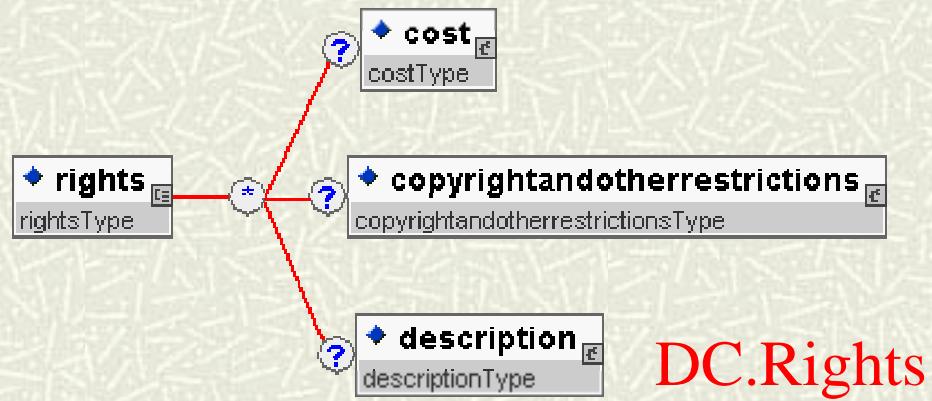 cost
costType
?
rights
rightsType
*
?
copyrightandotherrestrictions
copyrightandotherrestrictionsType
?
description
descriptionType
DC.Rights